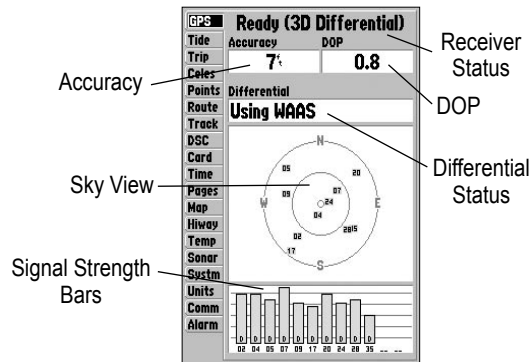 GPS
Tide
Trip
Celes
Points
Route
Track
DSC
Card
Time
Pages
Map
Hiway
Temp
Sonar
Systm
Units
Comm
Alarm
Ready (3D Differential)
Accuracy DOP
7ft 0.8
Differential
Using WAAS
N
05 20
W 09 07 E
24
04
02 28 15
17
S
D D D D D D D D D D
02 04 05 07 09 17 20 24 28 35
Accuracy
Sky View
Signal Strength
Bars
Receiver
Status
DOP
Differential
Status